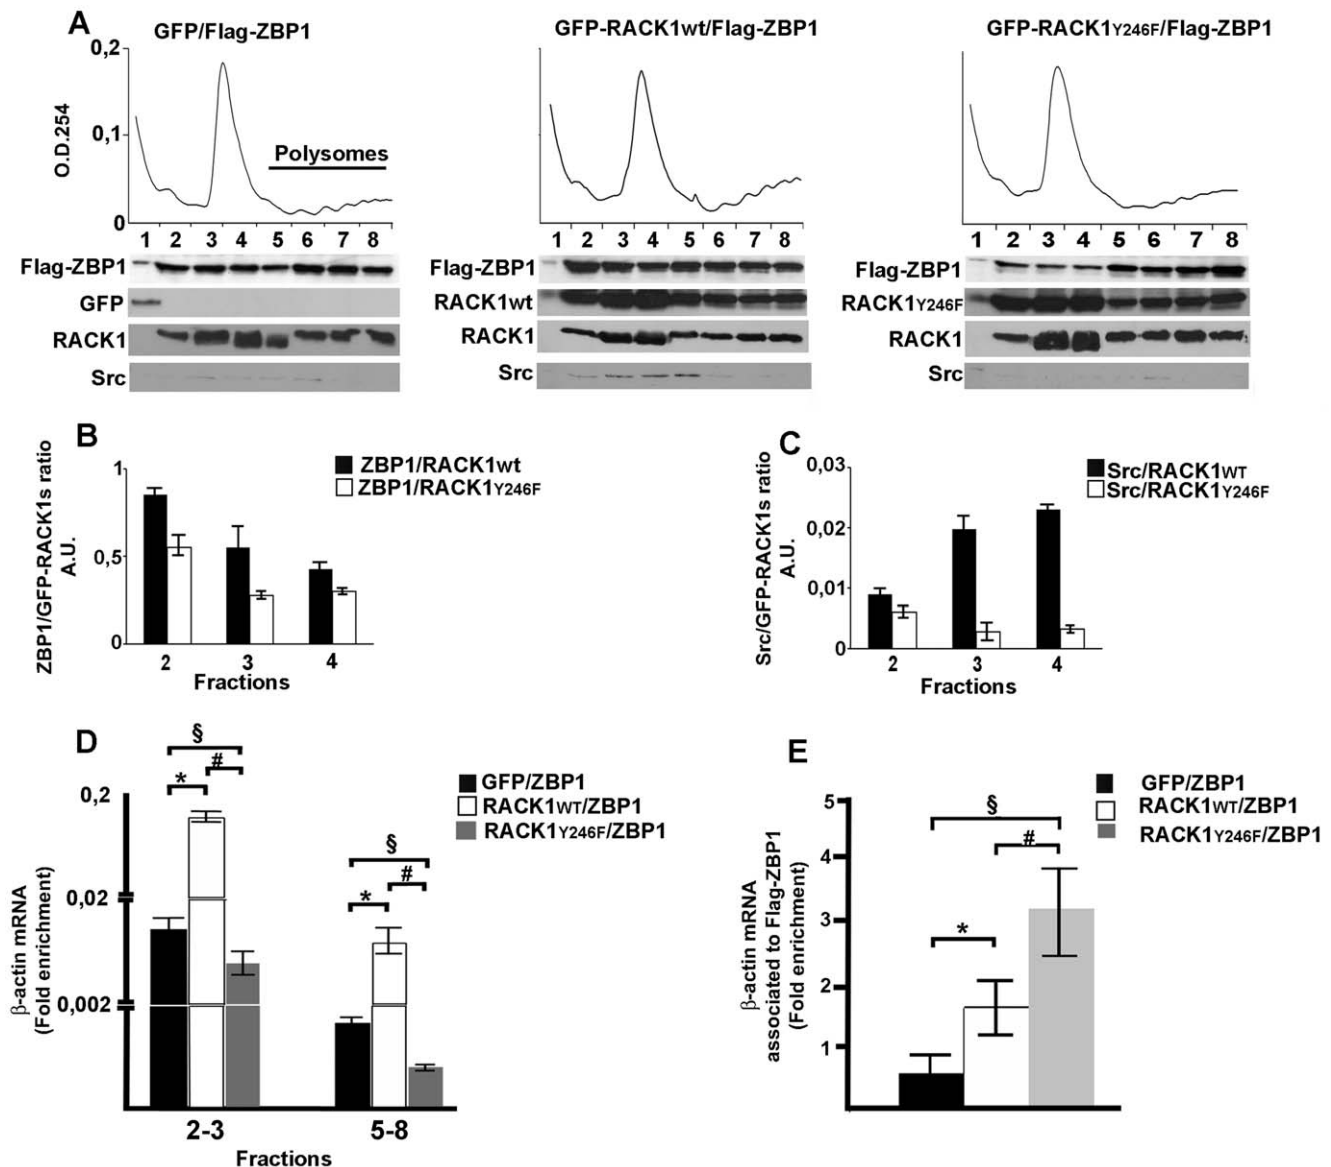 A
GFP/Flag-ZBP1
GFP-RACK1wt/Flag-ZBP1
GFP-RACK1Y246F/Flag-ZBP1
0,2
0,1
0
O.D.254
Polysomes
1 2 3 4 5 6 7 8
1 2 3 4 5 6 7 8
1 2 3 4 5 6 7 8
Flag-ZBP1
GFP
RACK1
Src
Flag-ZBP1
RACK1wt
RACK1
Src
Flag-ZBP1
RACK1Y246F
RACK1
Src
B
ZBP1/GFP-RACK1s ratio
A.U.
1
0,5
0
ZBP1/RACK1wt
ZBP1/RACK1Y246F
2 3 4
Fractions
C
Src/GFP-RACK1s ratio
A.U.
0,03
0,02
0,01
0
Src/RACK1WT
Src/RACK1Y246F
2 3 4
Fractions
D
β-actin mRNA
(Fold enrichment)
0,2
0,02
0,002
§
#
*
§
#
*
GFP/ZBP1
RACK1WT/ZBP1
RACK1Y246F/ZBP1
2-3 5-8
Fractions
E
β-actin mRNA
associated to Flag-ZBP1
(Fold enrichment)
5
4
3
2
1
§
#
*
GFP/ZBP1
RACK1WT/ZBP1
RACK1Y246F/ZBP1